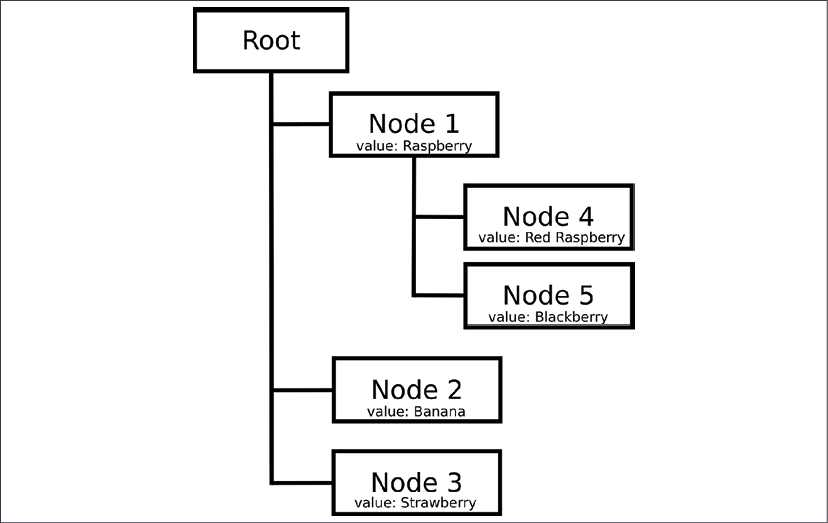 Root
Node 1
value: Raspberry
Node 4
value: Red Raspberry
Node 5
value: Blackberry
Node 2
value: Banana
Node 3
value: Strawberry